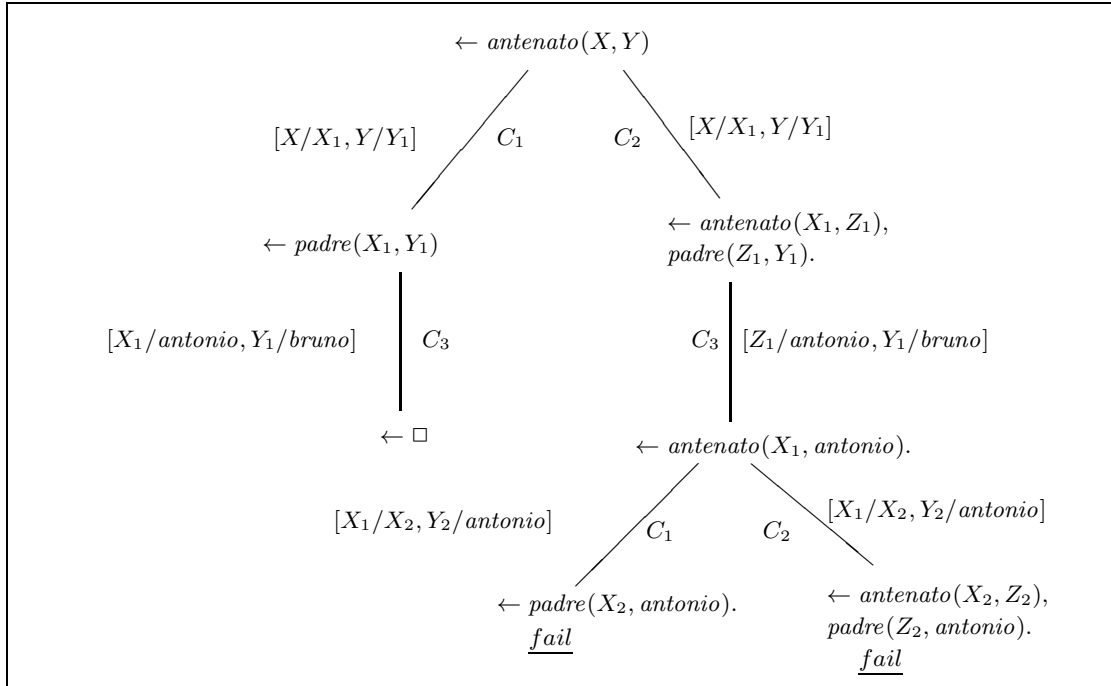 ← antenato(X, Y)
[X/X₁, Y/Y₁] C₁ C₂ [X/X₁, Y/Y₁]
← padre(X₁, Y₁)
← antenato(X₁, Z₁),
padre(Z₁, Y₁).
[X₁/antonio, Y₁/bruno] C₃
C₃ [Z₁/antonio, Y₁/bruno]
← □
← antenato(X₁, antonio).
[X₁/X₂, Y₂/antonio] C₁
C₂ [X₁/X₂, Y₂/antonio]
← padre(X₂, antonio).
fail
← antenato(X₂, Z₂),
padre(Z₂, antonio).
fail